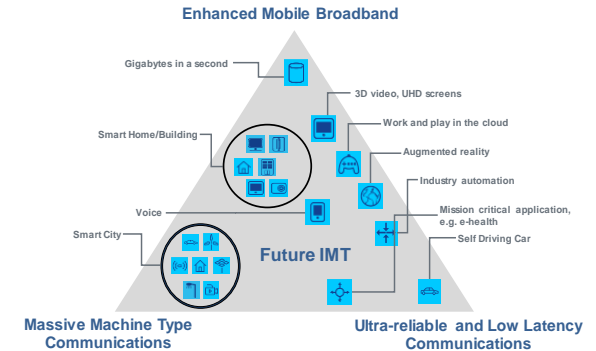 Enhanced Mobile Broadband
Gigabytes in a second
3D video, UHD screens
Work and play in the cloud
Smart Home/Building
Augmented reality
Industry automation
Voice
Mission critical application,
e.g. e-health
Smart City
Self Driving Car
Future IMT
Massive Machine Type
Communications
Ultra-reliable and Low Latency
Communications